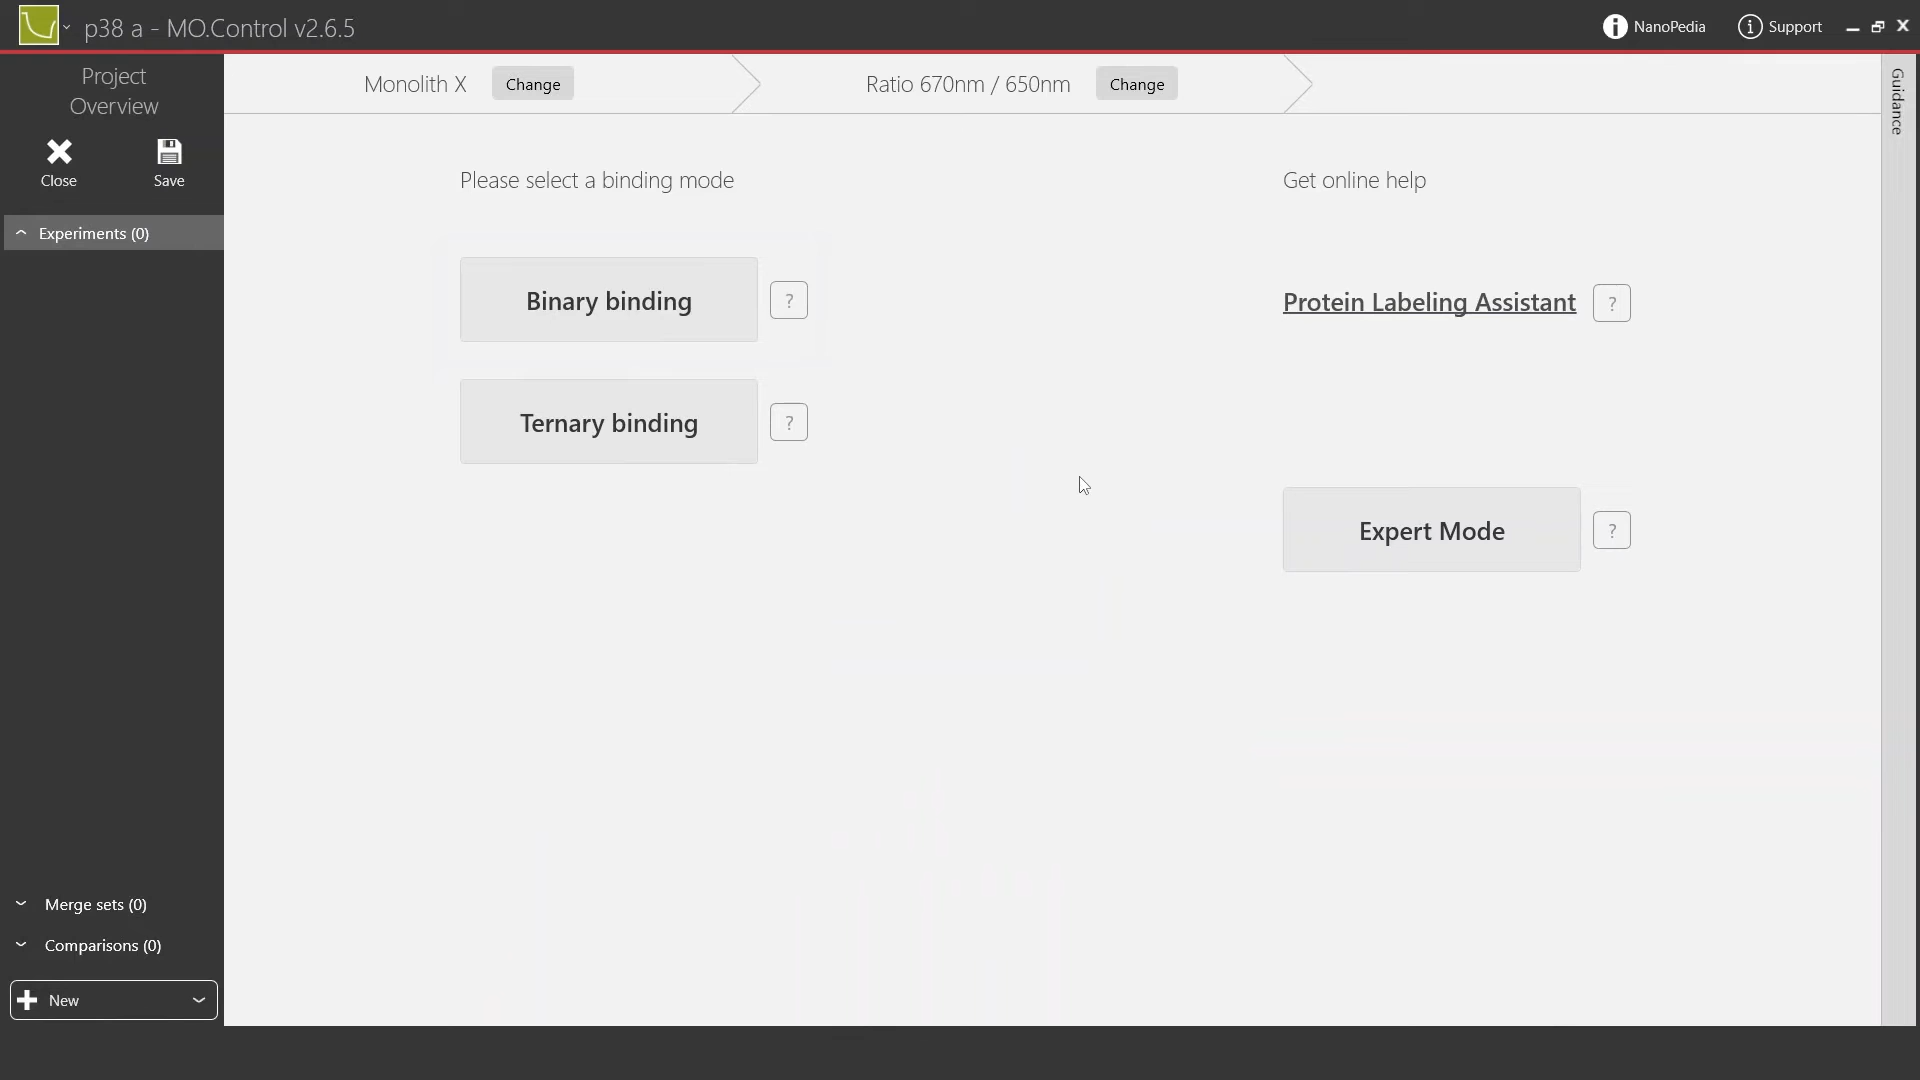 p38 a - MO.Control v2.6.5
NanoPedia
Support
Project
Overview
Close
Save
Experiments (0)
Merge sets (0)
Comparisons (0)
New
Monolith X
Change
Ratio 670nm / 650nm
Change
Please select a binding mode
Binary binding
?
Ternary binding
?
Get online help
Protein Labeling Assistant
?
Expert Mode
?
Guidance